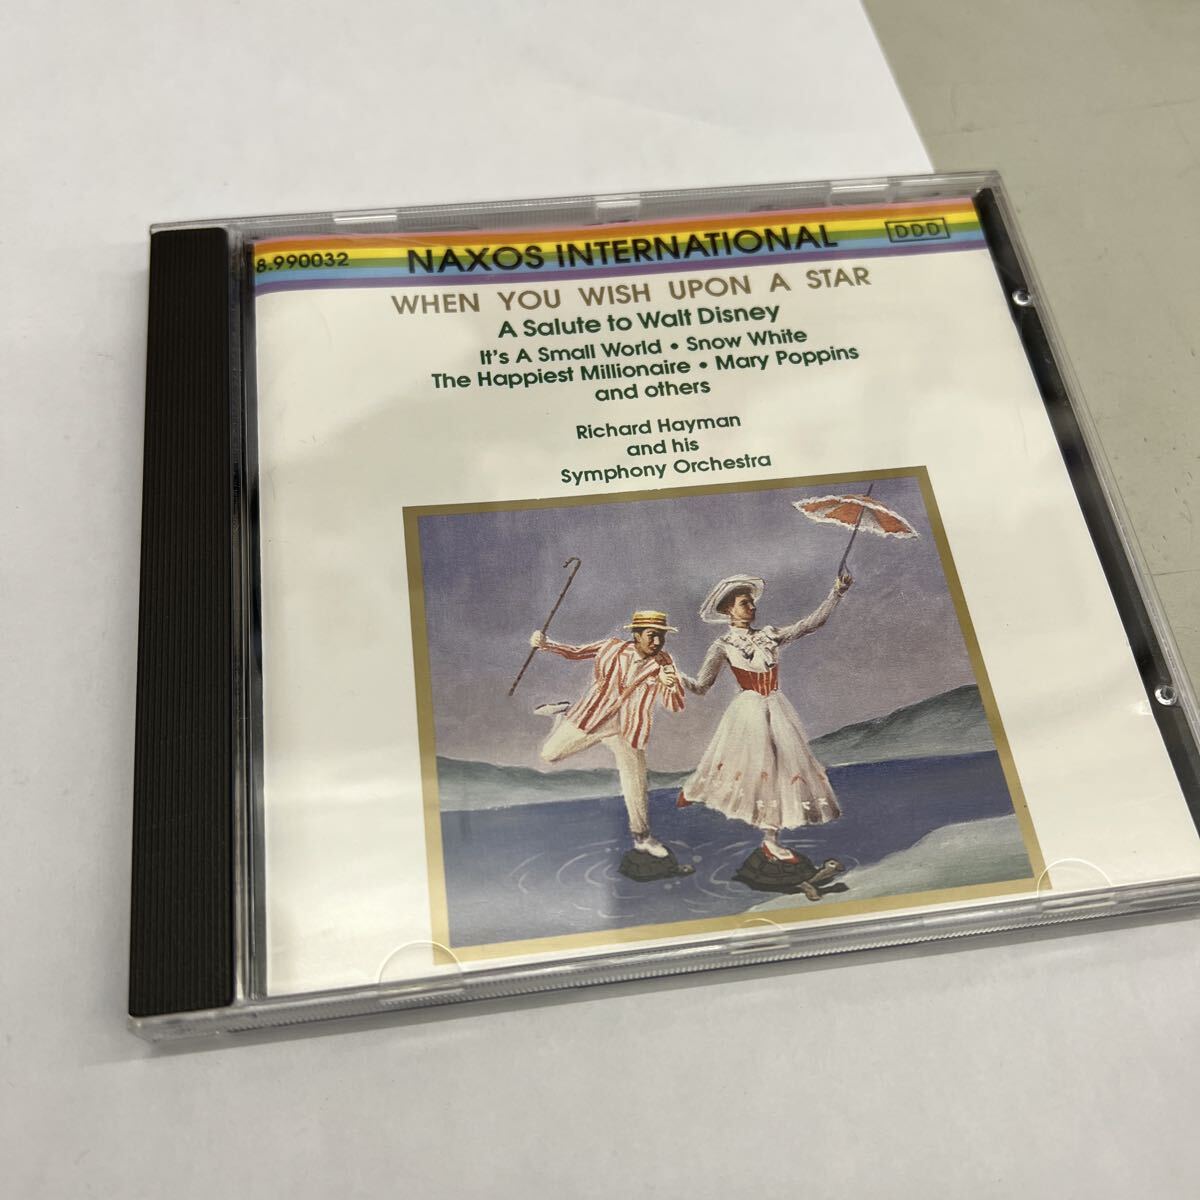 8.990032 NAXOS INTERNATIONAL DDD
WHEN YOU WISH UPON A STAR
A Salute to Walt Disney
It's A Small World • Snow White
The Happiest Millionaire • Mary Poppins
and others
Richard Hayman
and his
Symphony Orchestra